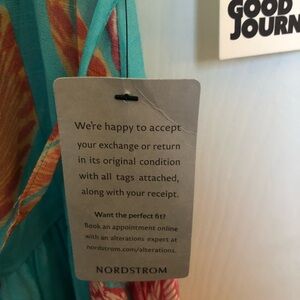 GOOD
JOURN
We're happy to accept
your exchange or return
in its original condition
with all tags attached,
along with your receipt.
Want the perfect fit?
Book an appointment online
with an alterations expert at
nordstrom.com/alterations.
NORDSTROM